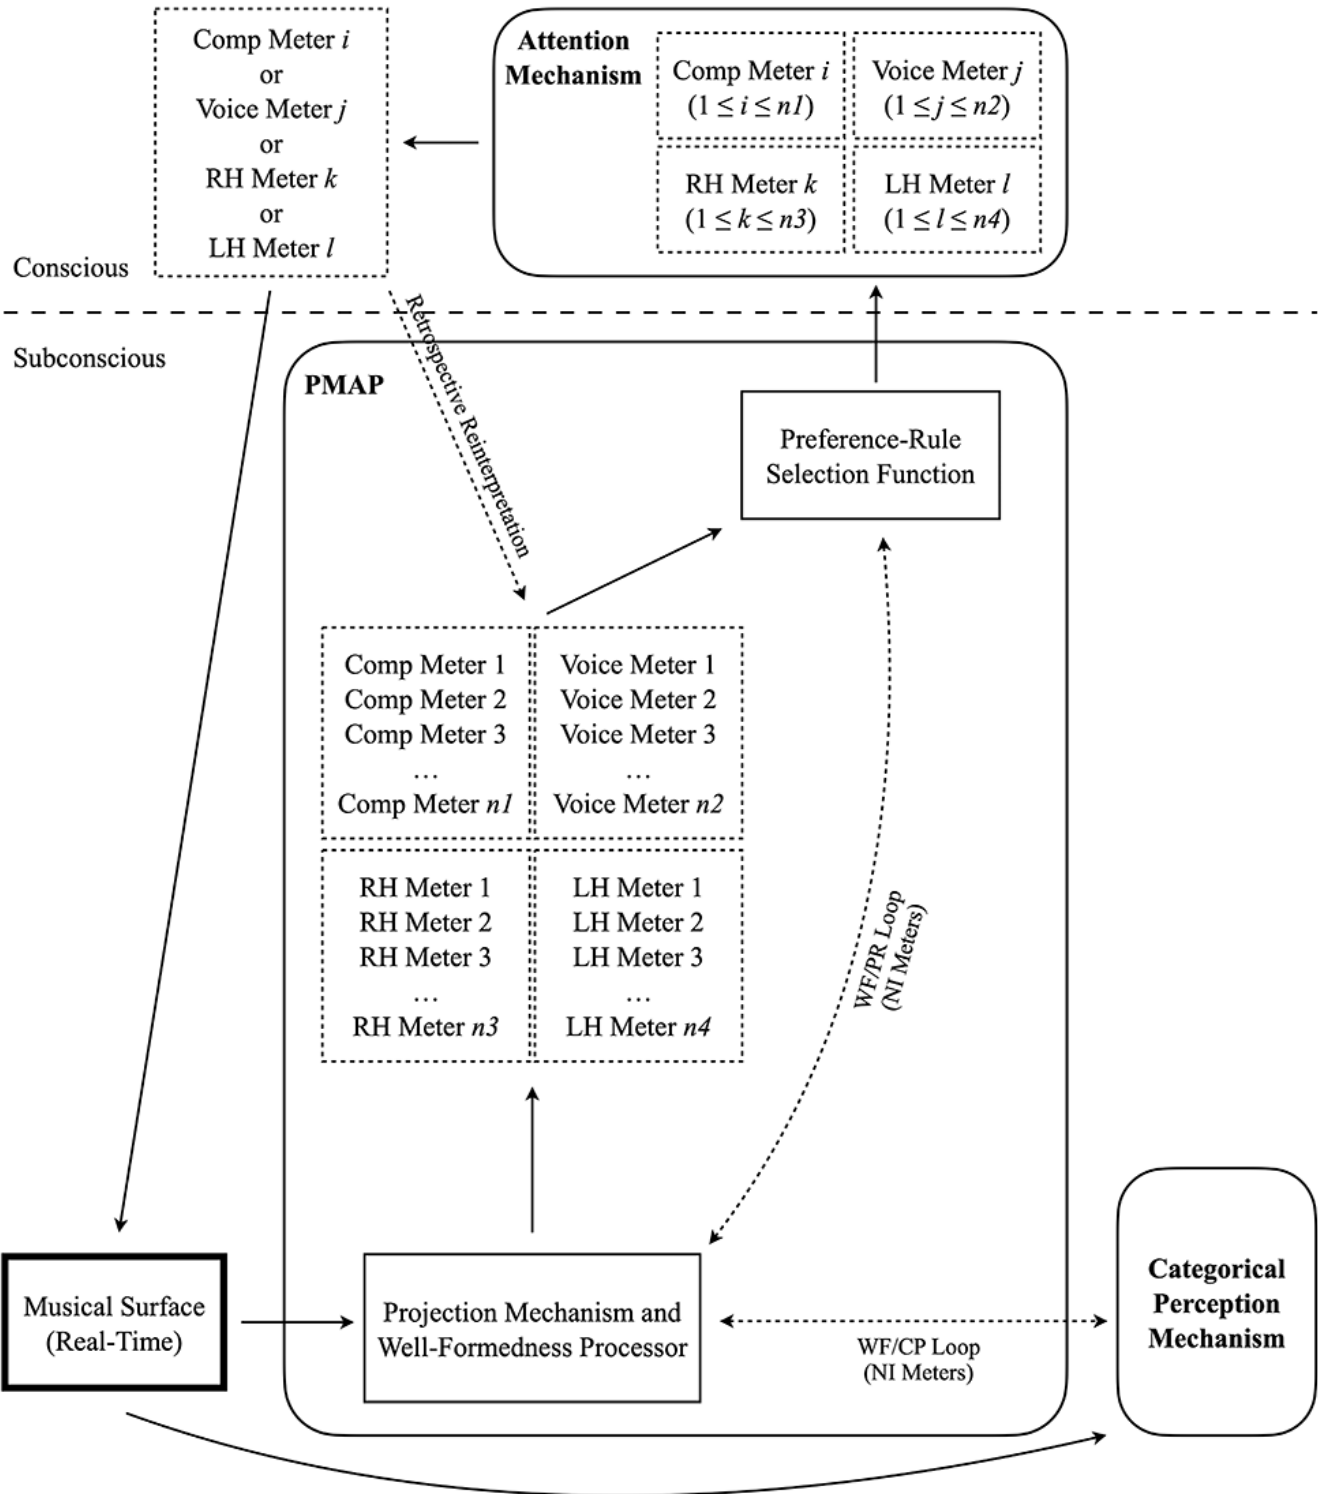 Comp Meter i
or
Voice Meter j
or
RH Meter k
or
LH Meter l
Attention
Mechanism
Comp Meter i
(1 ≤ i ≤ n1)
Voice Meter j
(1 ≤ j ≤ n2)
RH Meter k
(1 ≤ k ≤ n3)
LH Meter l
(1 ≤ l ≤ n4)
Conscious
Subconscious
Retrospective Reinterpretation
PMAP
Preference-Rule
Selection Function
Comp Meter 1
Comp Meter 2
Comp Meter 3
…
Comp Meter n1
Voice Meter 1
Voice Meter 2
Voice Meter 3
…
Voice Meter n2
RH Meter 1
RH Meter 2
RH Meter 3
…
RH Meter n3
LH Meter 1
LH Meter 2
LH Meter 3
…
LH Meter n4
WF/PR Loop
(NI Meters)
Musical Surface
(Real-Time)
Projection Mechanism and
Well-Formedness Processor
WF/CP Loop
(NI Meters)
Categorical
Perception
Mechanism